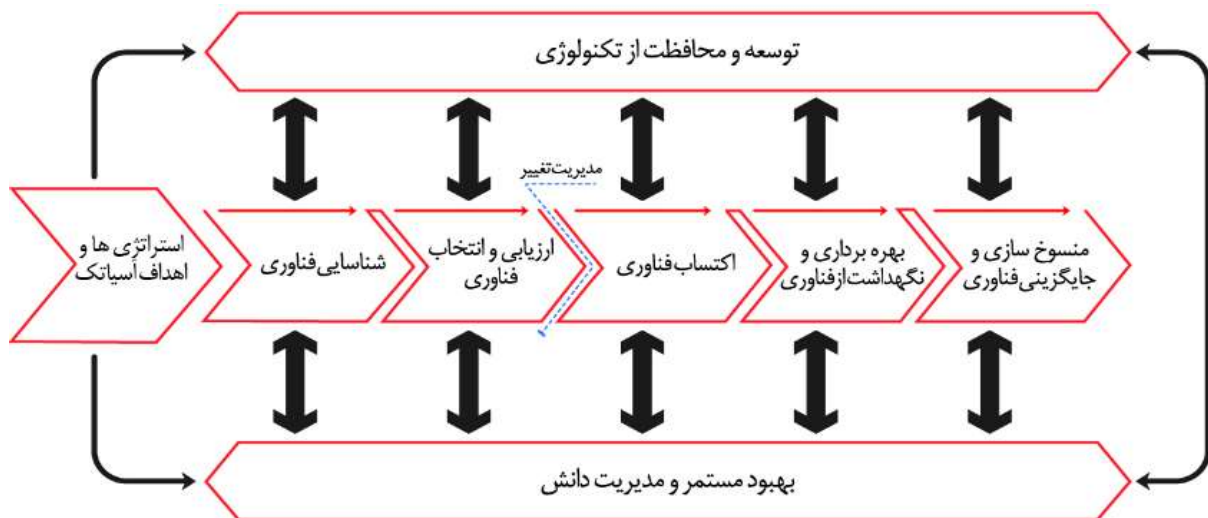 توسعه و محافظت از تکنولوژی
مدیریت تغییر
استراتژی ها و
اهداف آسیاتک
شناسایی فناوری
ارزیابی و انتخاب
فناوری
اکتساب فناوری
بهره برداری و
نگهداشت از فناوری
منسوخ سازی و
جایگزینی فناوری
بهبود مستمر و مدیریت دانش